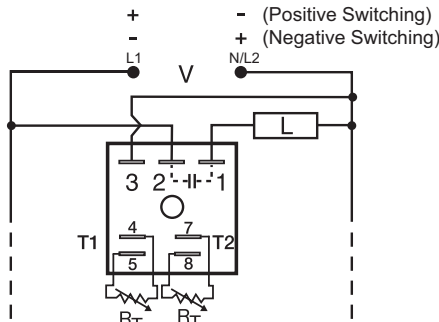 + - (Positive Switching)
- + (Negative Switching)
L1 V N/L2
L
3 2 1
T1 4 7 T2
5 8
RT RT